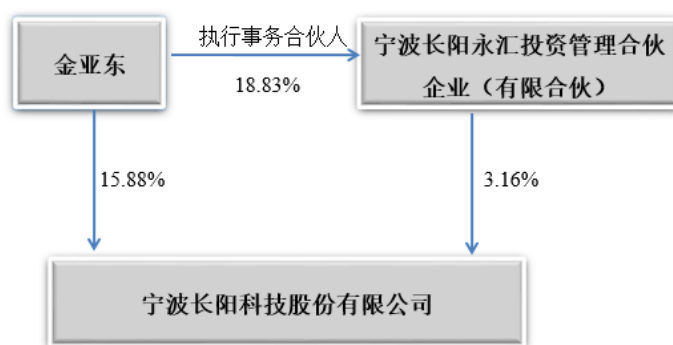 金亚东
执行事务合伙人
18.83%
宁波长阳永汇投资管理合伙
企业（有限合伙）
15.88%
3.16%
宁波长阳科技股份有限公司